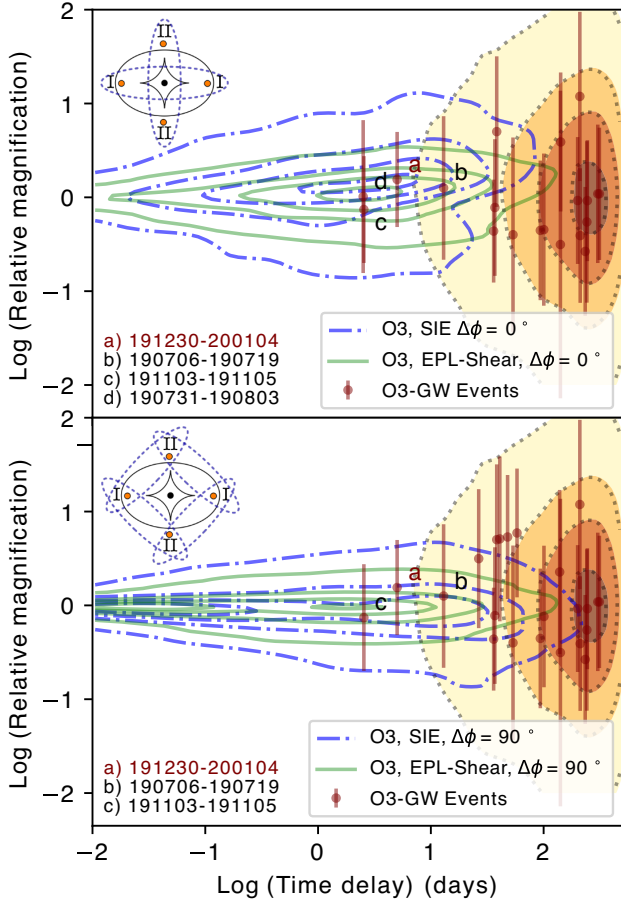 2
II
I I
II
1
0
−1
−2
Log (Relative magnification)
a
b
d
c
a) 191230-200104
b) 190706-190719
c) 191103-191105
d) 190731-190803
O3, SIE Δϕ = 0 °
O3, EPL-Shear, Δϕ = 0 °
O3-GW Events
2
II
I I
II
1
0
−1
−2
Log (Relative magnification)
a
b
c
a) 191230-200104
b) 190706-190719
c) 191103-191105
O3, SIE, Δϕ = 90 °
O3, EPL-Shear, Δϕ = 90 °
O3-GW Events
−2 −1 0 1 2
Log (Time delay) (days)